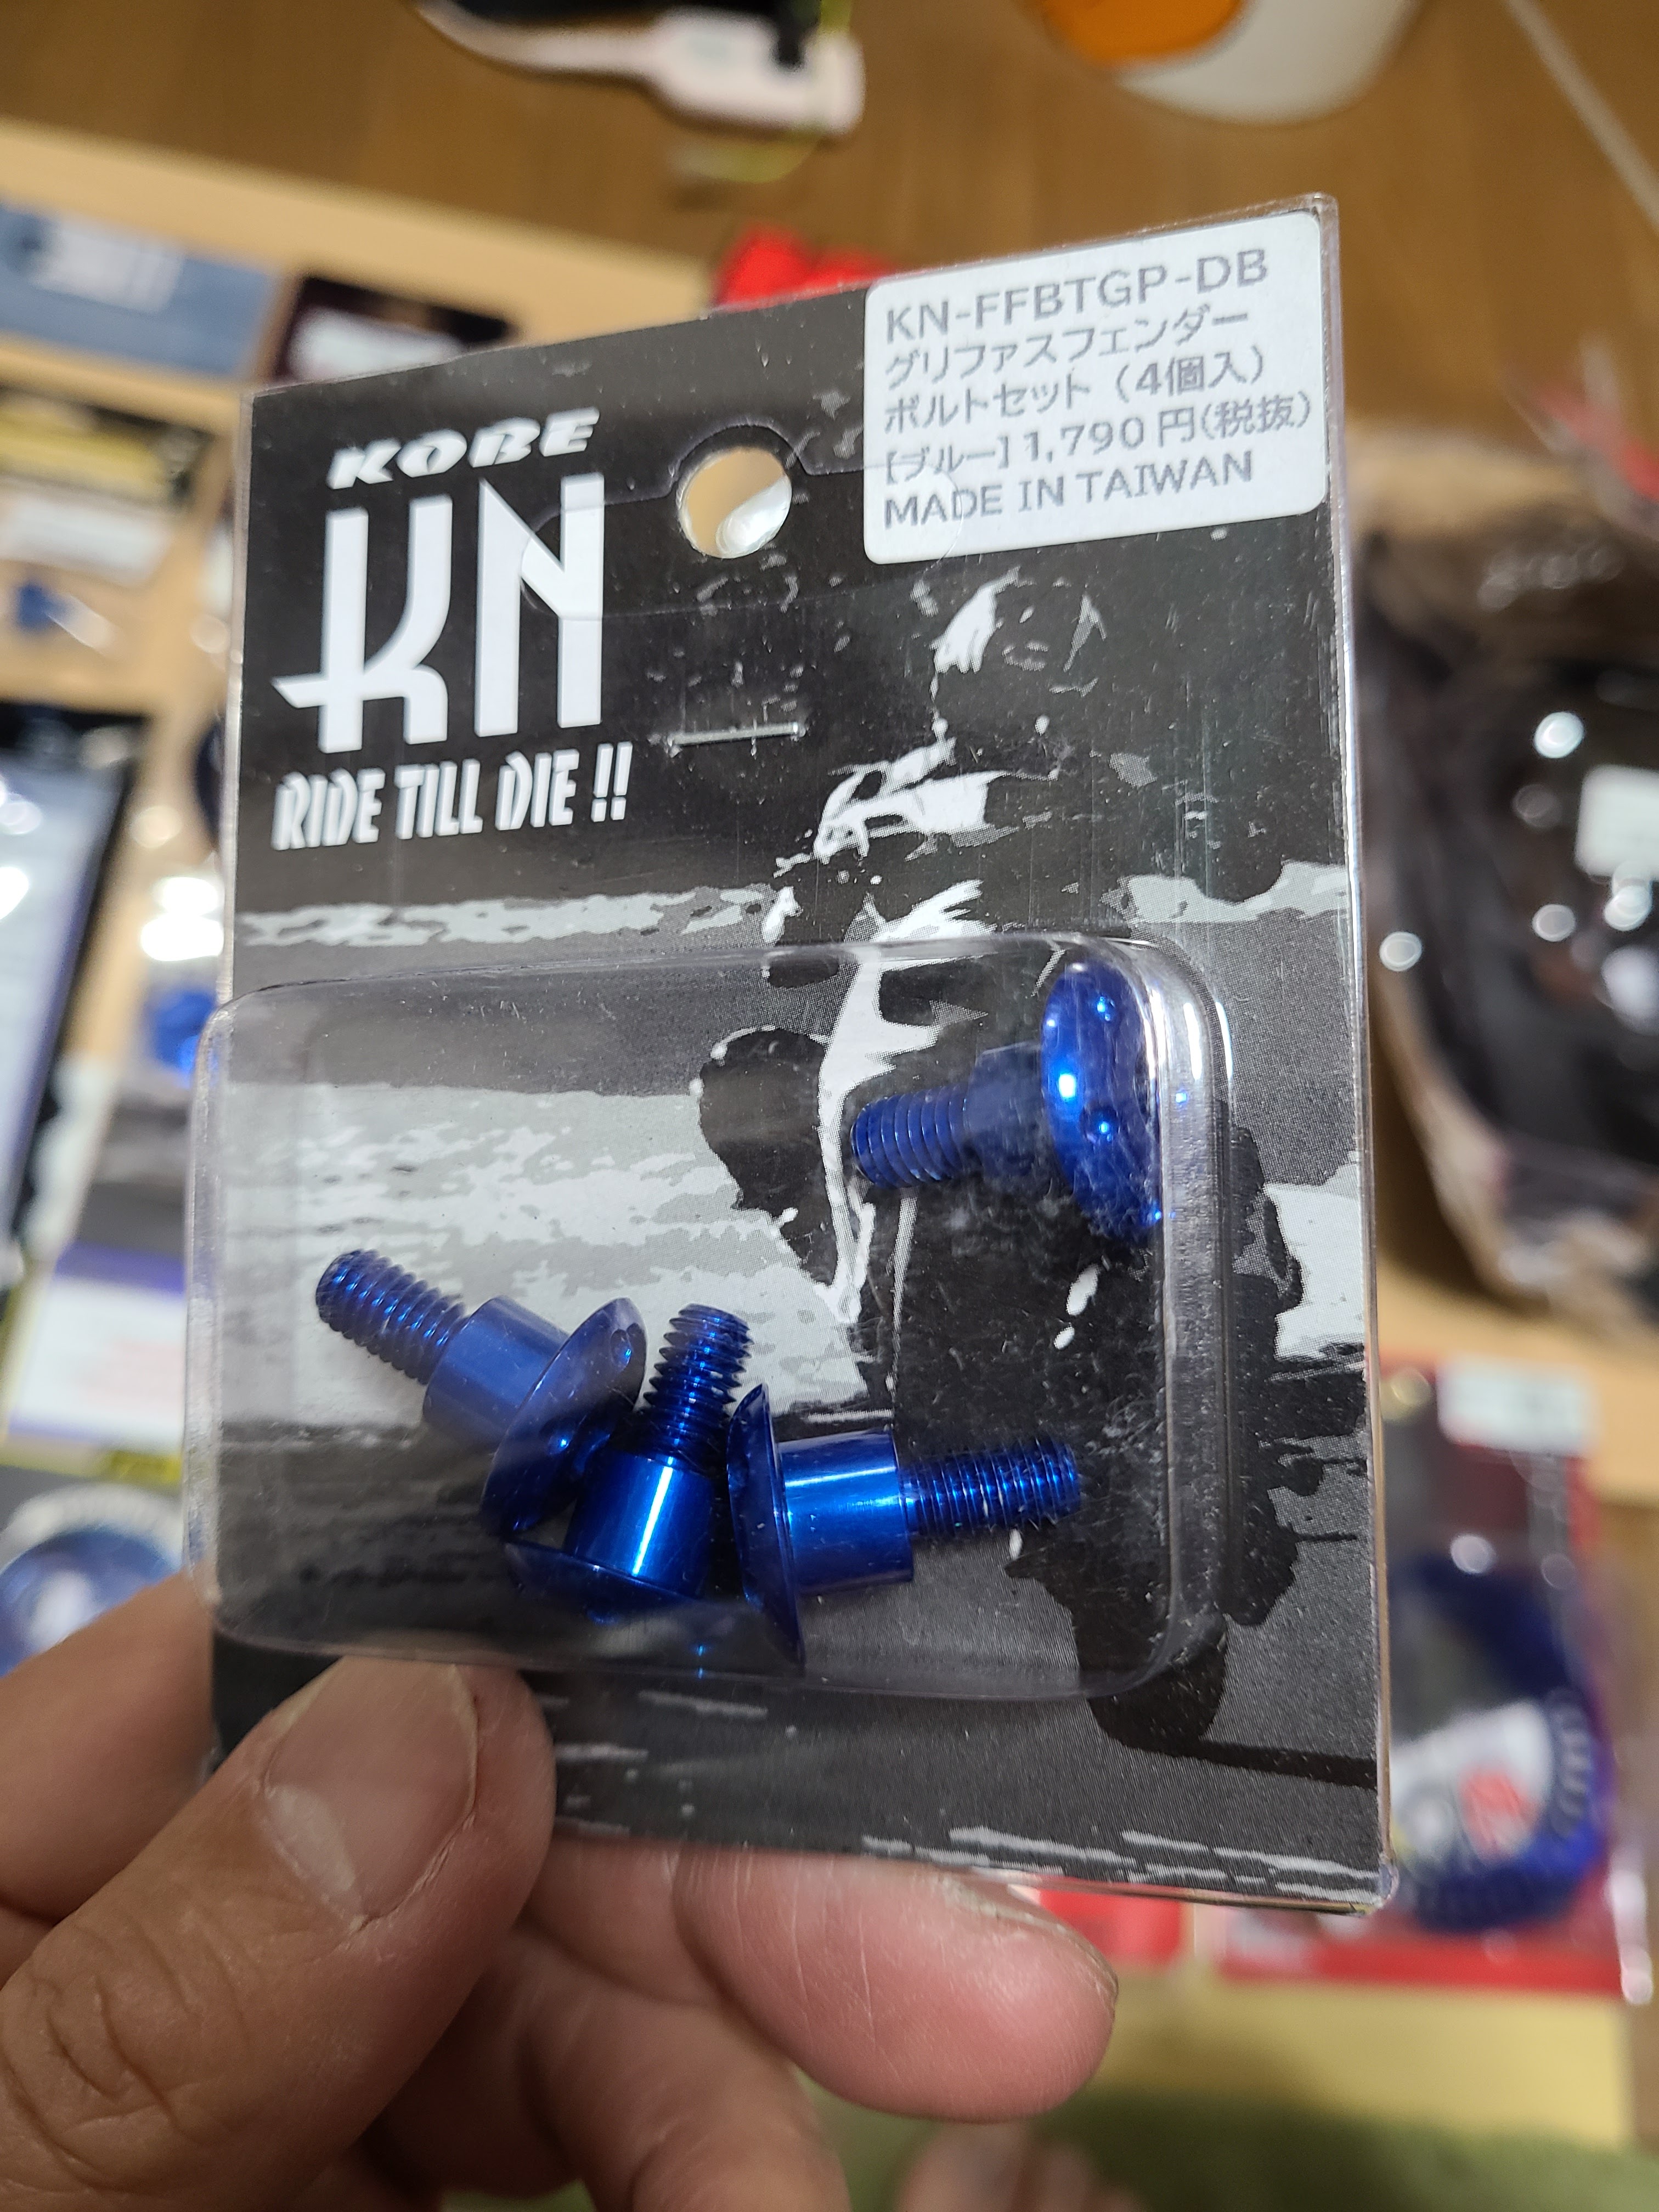 KOBE
KN
RIDE TILL DIE !!
KN-FFBTGP-DB
グリファスフェンダー
ボルトセット（4個入）
[ブルー] 1,790 円(税抜)
MADE IN TAIWAN